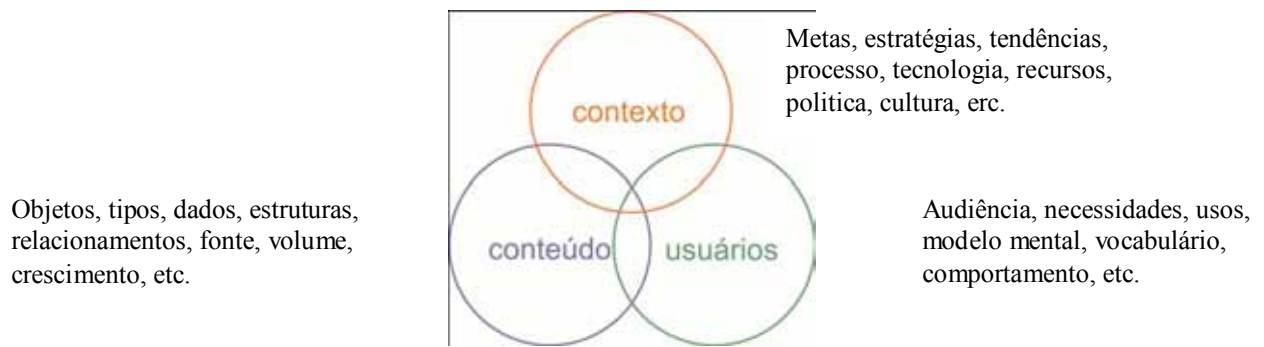 Metas, estratégias, tendências,
processo, tecnologia, recursos,
politica, cultura, erc.
contexto
Objetos, tipos, dados, estruturas,
relacionamentos, fonte, volume,
crescimento, etc.
conteúdo
usuários
Audiência, necessidades, usos,
modelo mental, vocabulário,
comportamento, etc.